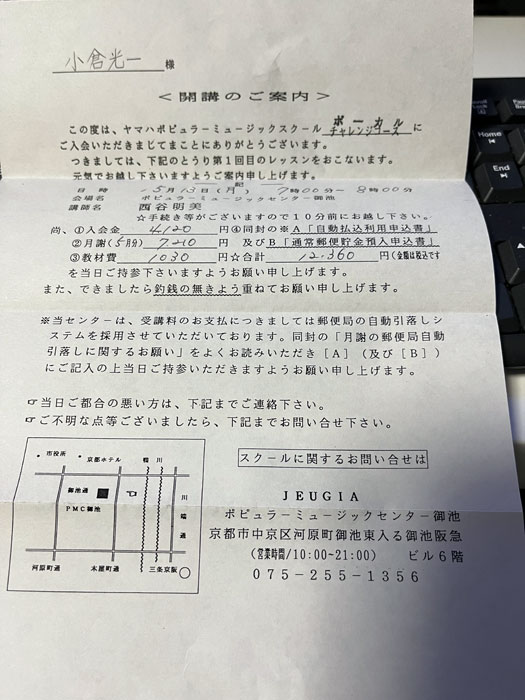 小倉光一 様
＜開講のご案内＞
この度は、ヤマハポピュラーミュージックスクール ボーカル チャレンジコース に
ご入会いただきましてまことにありがとうございます。
つきましては、下記のとうり第１回目のレッスンをおこないます。
元気でお越し下さいますようご案内申し上げます。
記
日時 5月13日(月) 7時00分～8時00分
会場名 ポピュラーミュージックセンター御池
講師名 西谷明美
☆手続き等がございますので１０分前にお越し下さい。
尚、①入会金 4120 円④同封の※Ａ「自動払込利用申込書」
②月謝(5月分) 7210 円 及びＢ「通常郵便貯金預入申込書」
③教材費 1030 円☆合計 12,360 円(金額は税込です
を当日ご持参下さいますようお願い申し上げます。
また、できましたら釣銭の無きよう重ねてお願い申し上げます。
※当センターは、受講料のお支払につきましては郵便局の自動引落しシ
ステムを採用させていただいております。同封の「月謝の郵便局自動
引落しに関するお願い」をよくお読みいただき［Ａ］(及び［Ｂ］)
にご記入の上当日ご持参いただきますようお願い申し上げます。
☞当日ご都合の悪い方は、下記までご連絡下さい。
☞ご不明な点等ございましたら、下記までお問い合せ下さい。
市役所
京都ホテル
鴨川
御池通
PMC御池
川端通
河原町通
木屋町通
三条京阪
スクールに関するお問い合せは
JEUGIA
ポピュラーミュージックセンター御池
京都市中京区河原町御池東入る御池阪急
(営業時間/10:00~21:00) ビル６階
075-255-1356
Home
End